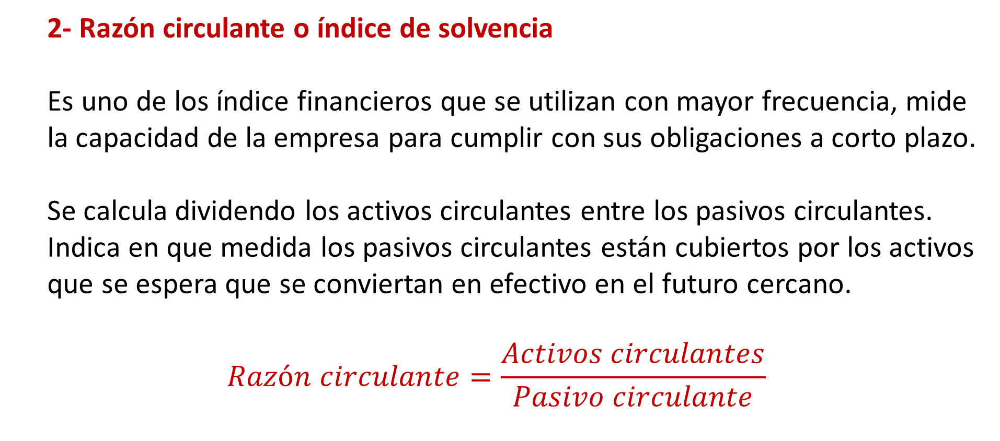 2- Razón circulante o índice de solvencia
Es uno de los índice financieros que se utilizan con mayor frecuencia, mide
la capacidad de la empresa para cumplir con sus obligaciones a corto plazo.
Se calcula dividendo los activos circulantes entre los pasivos circulantes.
Indica en que medida los pasivos circulantes están cubiertos por los activos
que se espera que se conviertan en efectivo en el futuro cercano.
Activos circulantes
Razón circulante =
Pasivo circulante